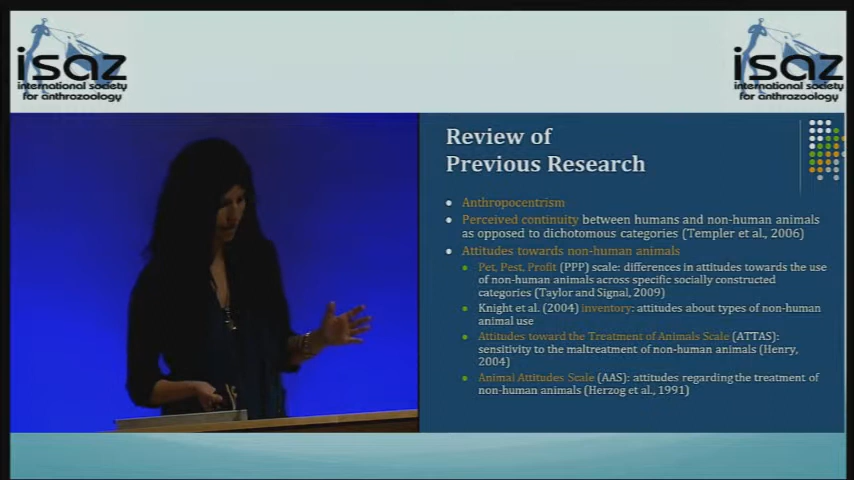 isaz
international society
for anthrozoology
isaz
international society
for anthrozoology
Review of
Previous Research
Anthropocentrism
Perceived continuity between humans and non-human animals
as opposed to dichotomous categories (Templer et al., 2006)
Attitudes towards non-human animals
Pet, Pest, Profit (PPP) scale: differences in attitudes towards the use
of non-human animals across specific socially constructed
categories (Taylor and Signal, 2009)
Knight et al. (2004) inventory: attitudes about types of non-human
animal use
Attitudes toward the Treatment of Animals Scale (ATTAS):
sensitivity to the maltreatment of non-human animals (Henry,
2004)
Animal Attitudes Scale (AAS): attitudes regarding the treatment of
non-human animals (Herzog et al., 1991)